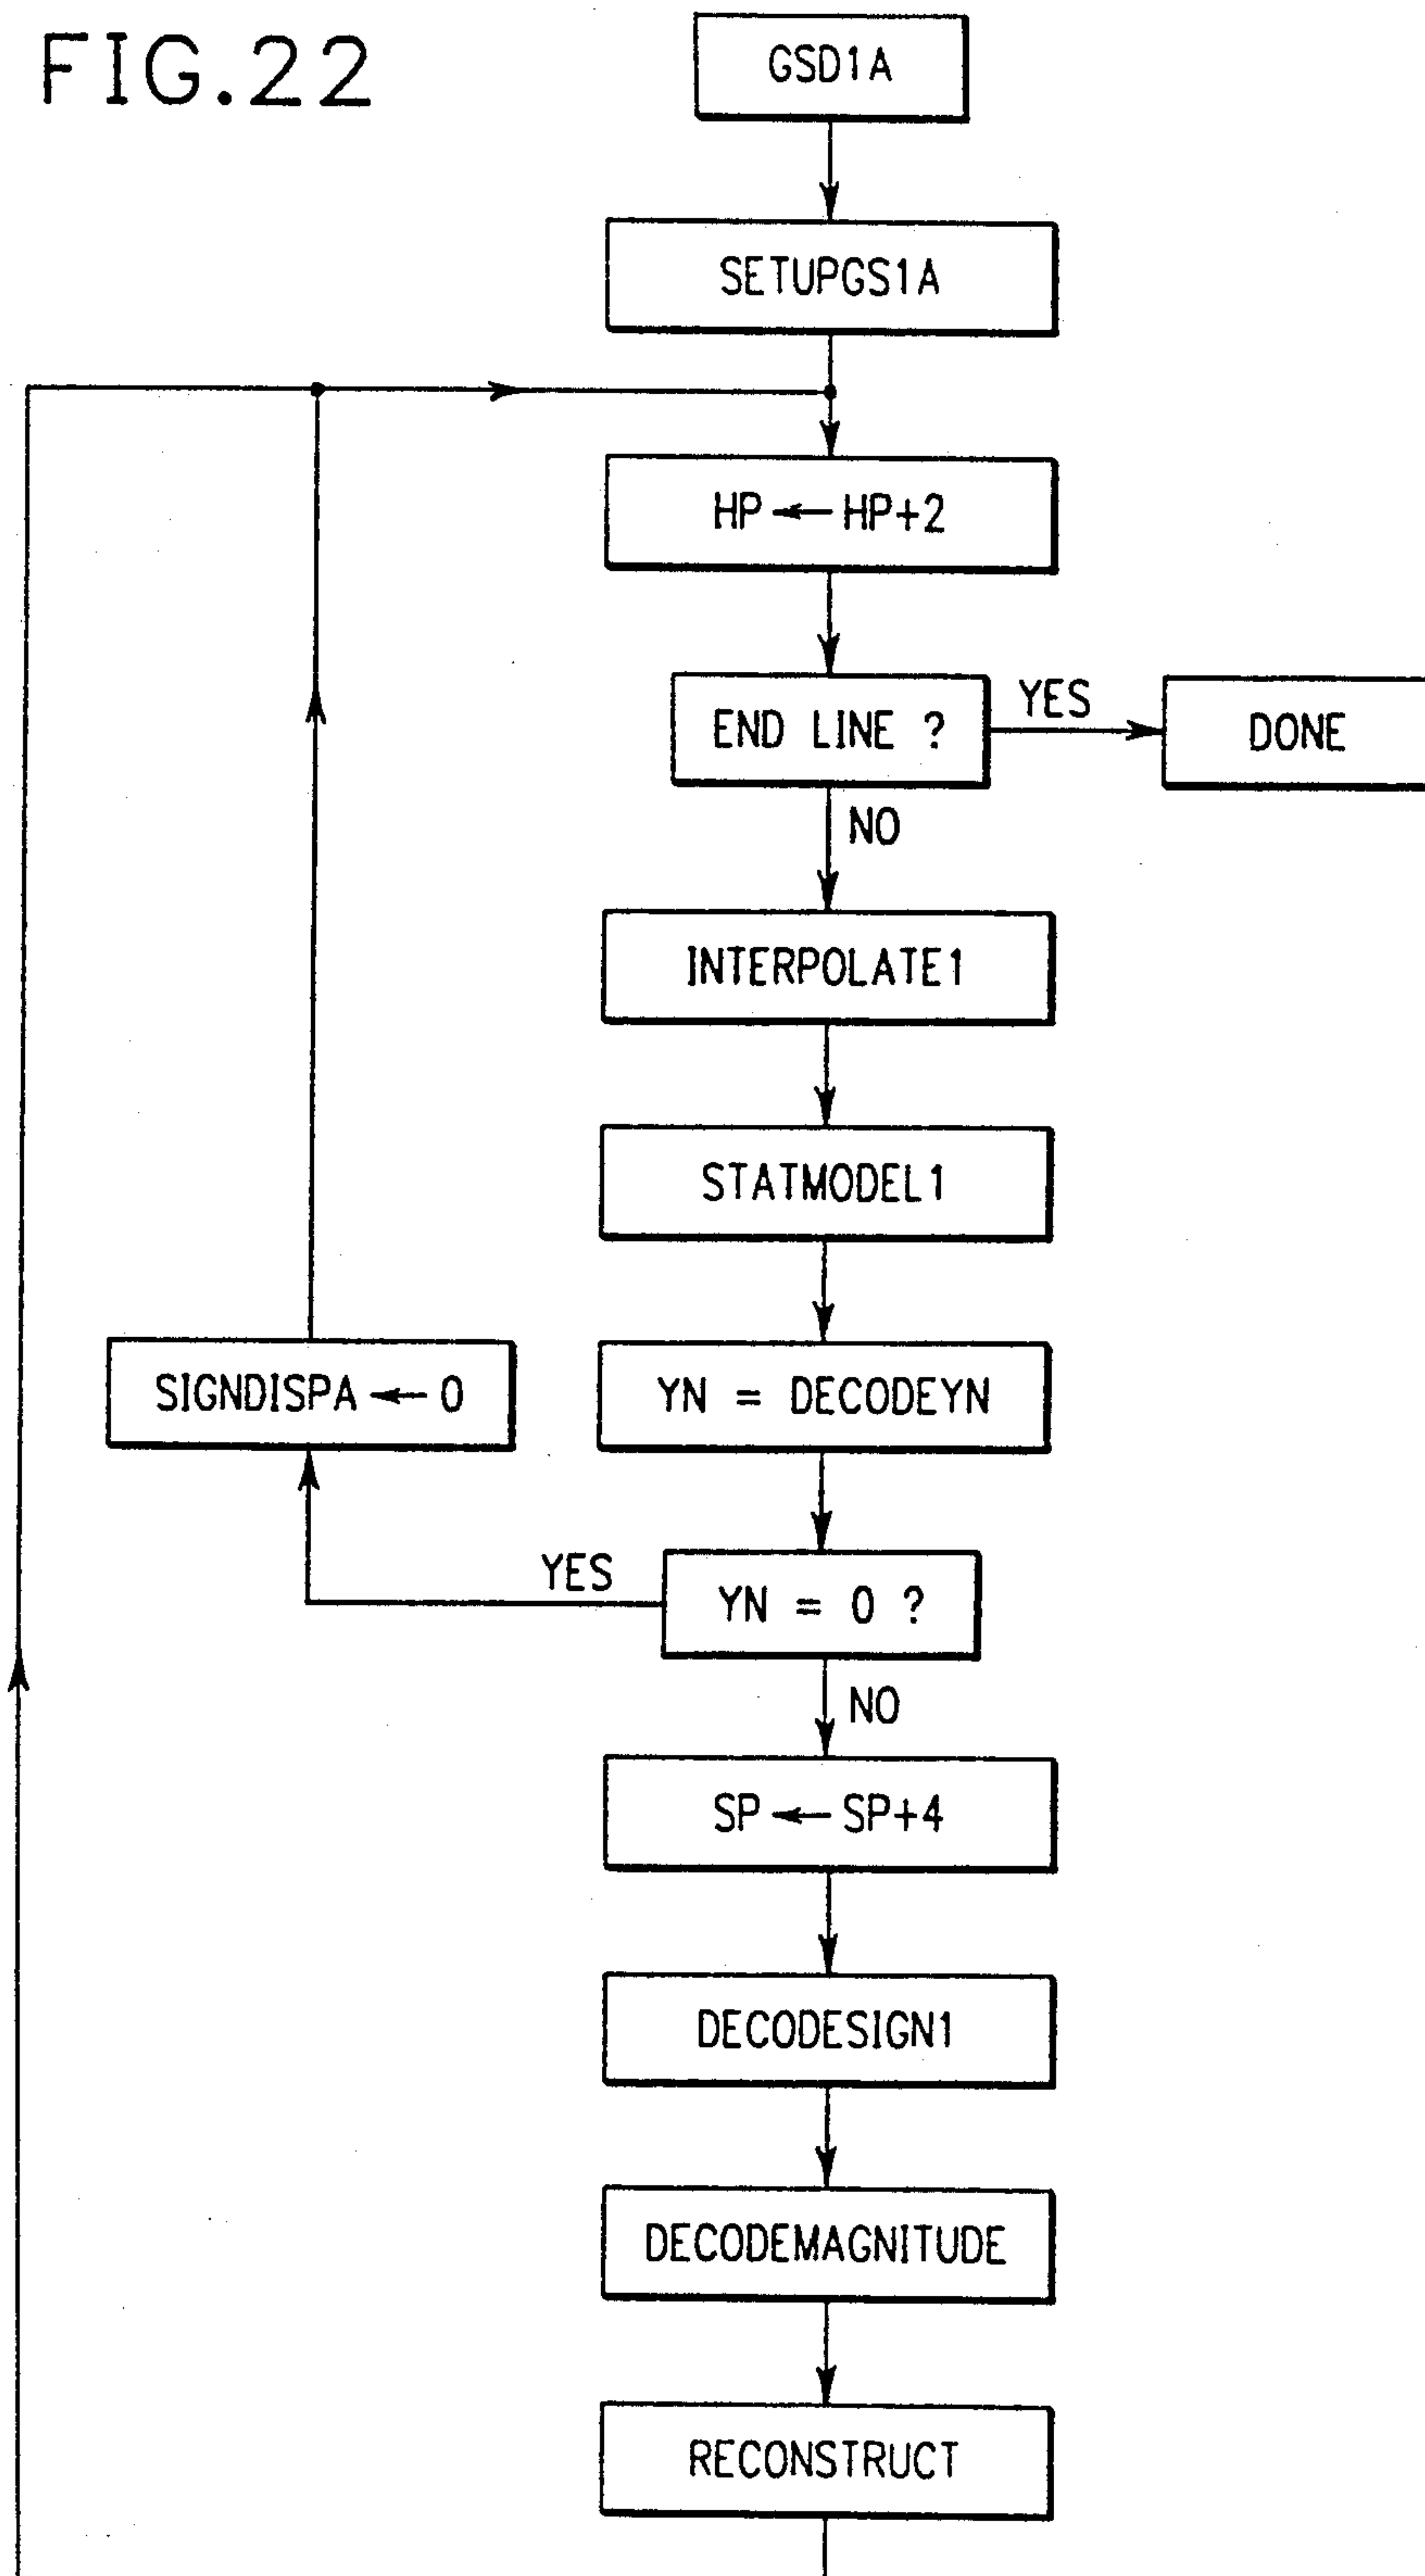 FIG.22
GSD1A
SETUPGS1A
HP ← HP+2
END LINE ?
YES
DONE
NO
INTERPOLATE1
STATMODEL1
SIGNDISPA ← 0
YN = DECODEYN
YES
YN = 0 ?
NO
SP ← SP+4
DECODESIGN1
DECODEMAGNITUDE
RECONSTRUCT